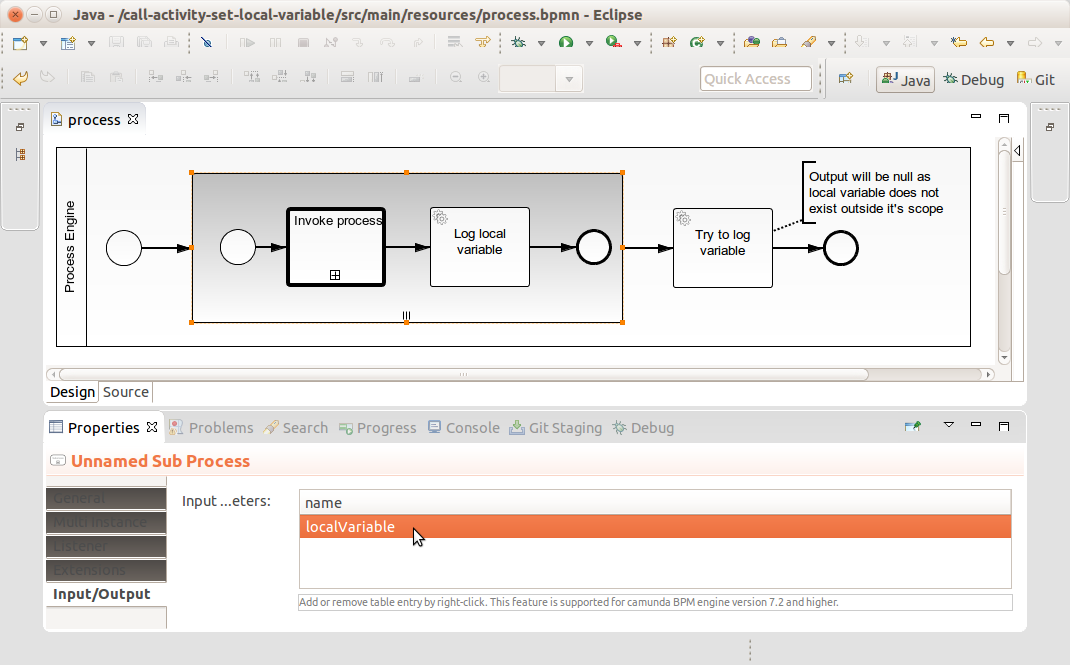 Java - /call-activity-set-local-variable/src/main/resources/process.bpmn - Eclipse
Quick Access
Java
Debug
Git
process
Process Engine
Invoke process
Log local
variable
Try to log
variable
Output will be null as
local variable does not
exist outside it's scope
Design
Source
Properties
Problems
Search
Progress
Console
Git Staging
Debug
Unnamed Sub Process
General
Multi Instance
Listener
Extensions
Input/Output
Input ...eters:
name
localVariable
Add or remove table entry by right-click. This feature is supported for camunda BPM engine version 7.2 and higher.